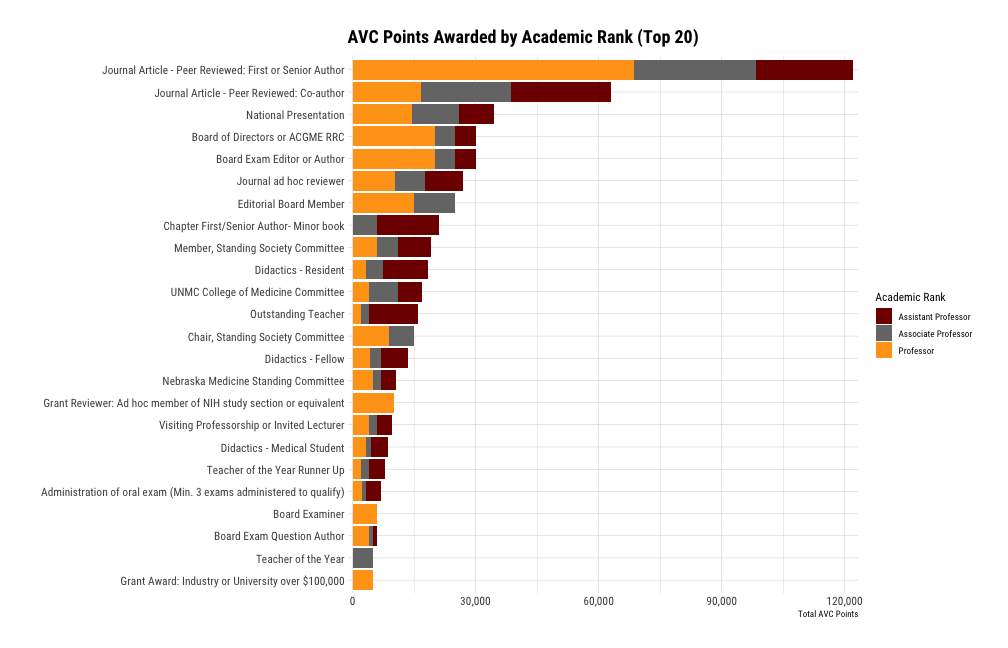 AVC Points Awarded by Academic Rank (Top 20)
Journal Article - Peer Reviewed: First or Senior Author
Journal Article - Peer Reviewed: Co-author
National Presentation
Board of Directors or ACGME RRC
Board Exam Editor or Author
Journal ad hoc reviewer
Editorial Board Member
Chapter First/Senior Author- Minor book
Member, Standing Society Committee
Didactics - Resident
UNMC College of Medicine Committee
Outstanding Teacher
Chair, Standing Society Committee
Didactics - Fellow
Nebraska Medicine Standing Committee
Grant Reviewer: Ad hoc member of NIH study section or equivalent
Visiting Professorship or Invited Lecturer
Didactics - Medical Student
Teacher of the Year Runner Up
Administration of oral exam (Min. 3 exams administered to qualify)
Board Examiner
Board Exam Question Author
Teacher of the Year
Grant Award: Industry or University over $100,000
0 30,000 60,000 90,000 120,000
Total AVC Points
Academic Rank
Assistant Professor
Associate Professor
Professor